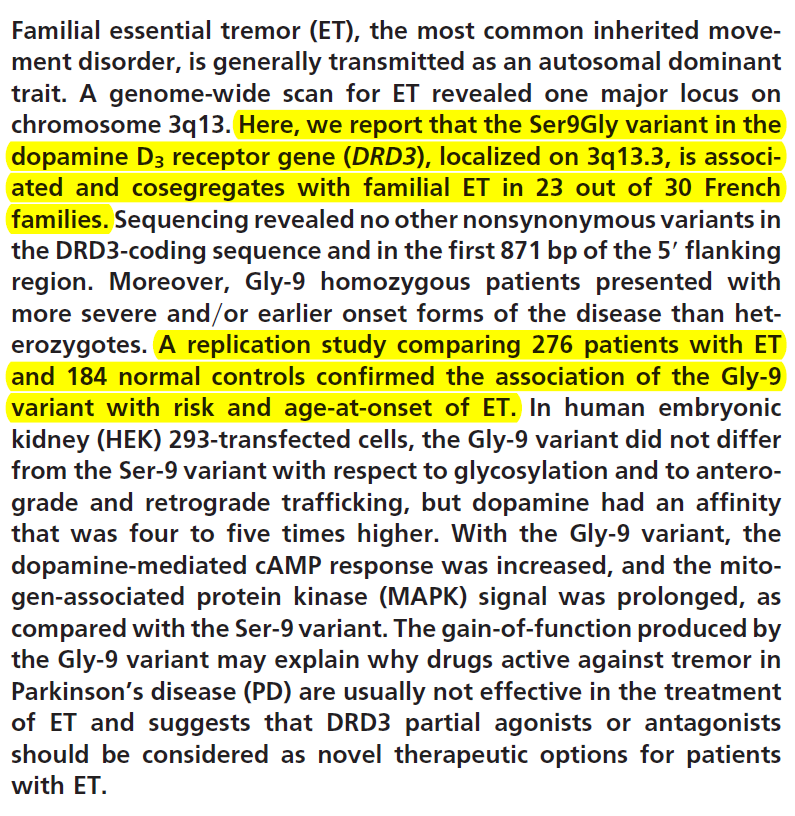 Familial essential tremor (ET), the most common inherited move-
ment disorder, is generally transmitted as an autosomal dominant
trait. A genome-wide scan for ET revealed one major locus on
chromosome 3q13. Here, we report that the Ser9Gly variant in the
dopamine D₃ receptor gene (DRD3), localized on 3q13.3, is associ-
ated and cosegregates with familial ET in 23 out of 30 French
families. Sequencing revealed no other nonsynonymous variants in
the DRD3-coding sequence and in the first 871 bp of the 5′ flanking
region. Moreover, Gly-9 homozygous patients presented with
more severe and/or earlier onset forms of the disease than het-
erozygotes. A replication study comparing 276 patients with ET
and 184 normal controls confirmed the association of the Gly-9
variant with risk and age-at-onset of ET. In human embryonic
kidney (HEK) 293-transfected cells, the Gly-9 variant did not differ
from the Ser-9 variant with respect to glycosylation and to antero-
grade and retrograde trafficking, but dopamine had an affinity
that was four to five times higher. With the Gly-9 variant, the
dopamine-mediated cAMP response was increased, and the mito-
gen-associated protein kinase (MAPK) signal was prolonged, as
compared with the Ser-9 variant. The gain-of-function produced by
the Gly-9 variant may explain why drugs active against tremor in
Parkinson's disease (PD) are usually not effective in the treatment
of ET and suggests that DRD3 partial agonists or antagonists
should be considered as novel therapeutic options for patients
with ET.